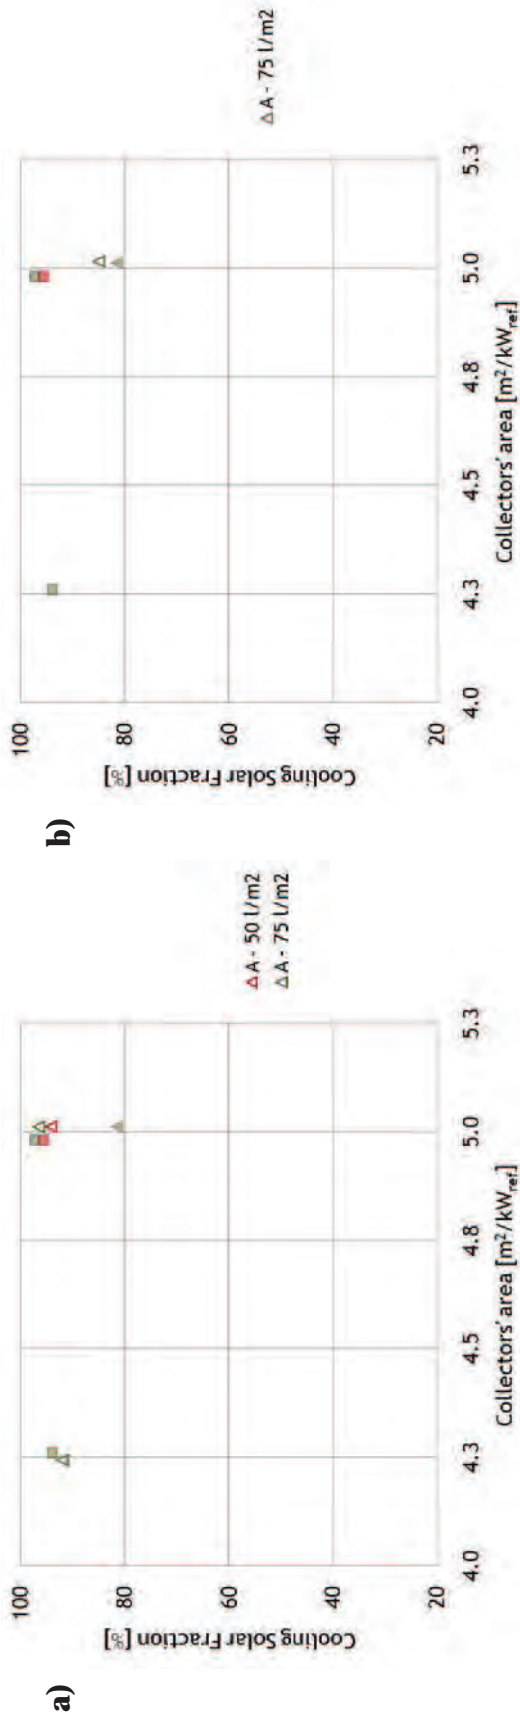 a)
100
80
60
40
20
Cooling Solar Fraction [%]
4.0
4.3
4.5
4.8
5.0
5.3
Collectors' area [m²/kWref]
A - 50 l/m2
A - 75 l/m2
b)
100
80
60
40
20
Cooling Solar Fraction [%]
4.0
4.3
4.5
4.8
5.0
5.3
Collectors' area [m²/kWref]
A - 75 l/m2